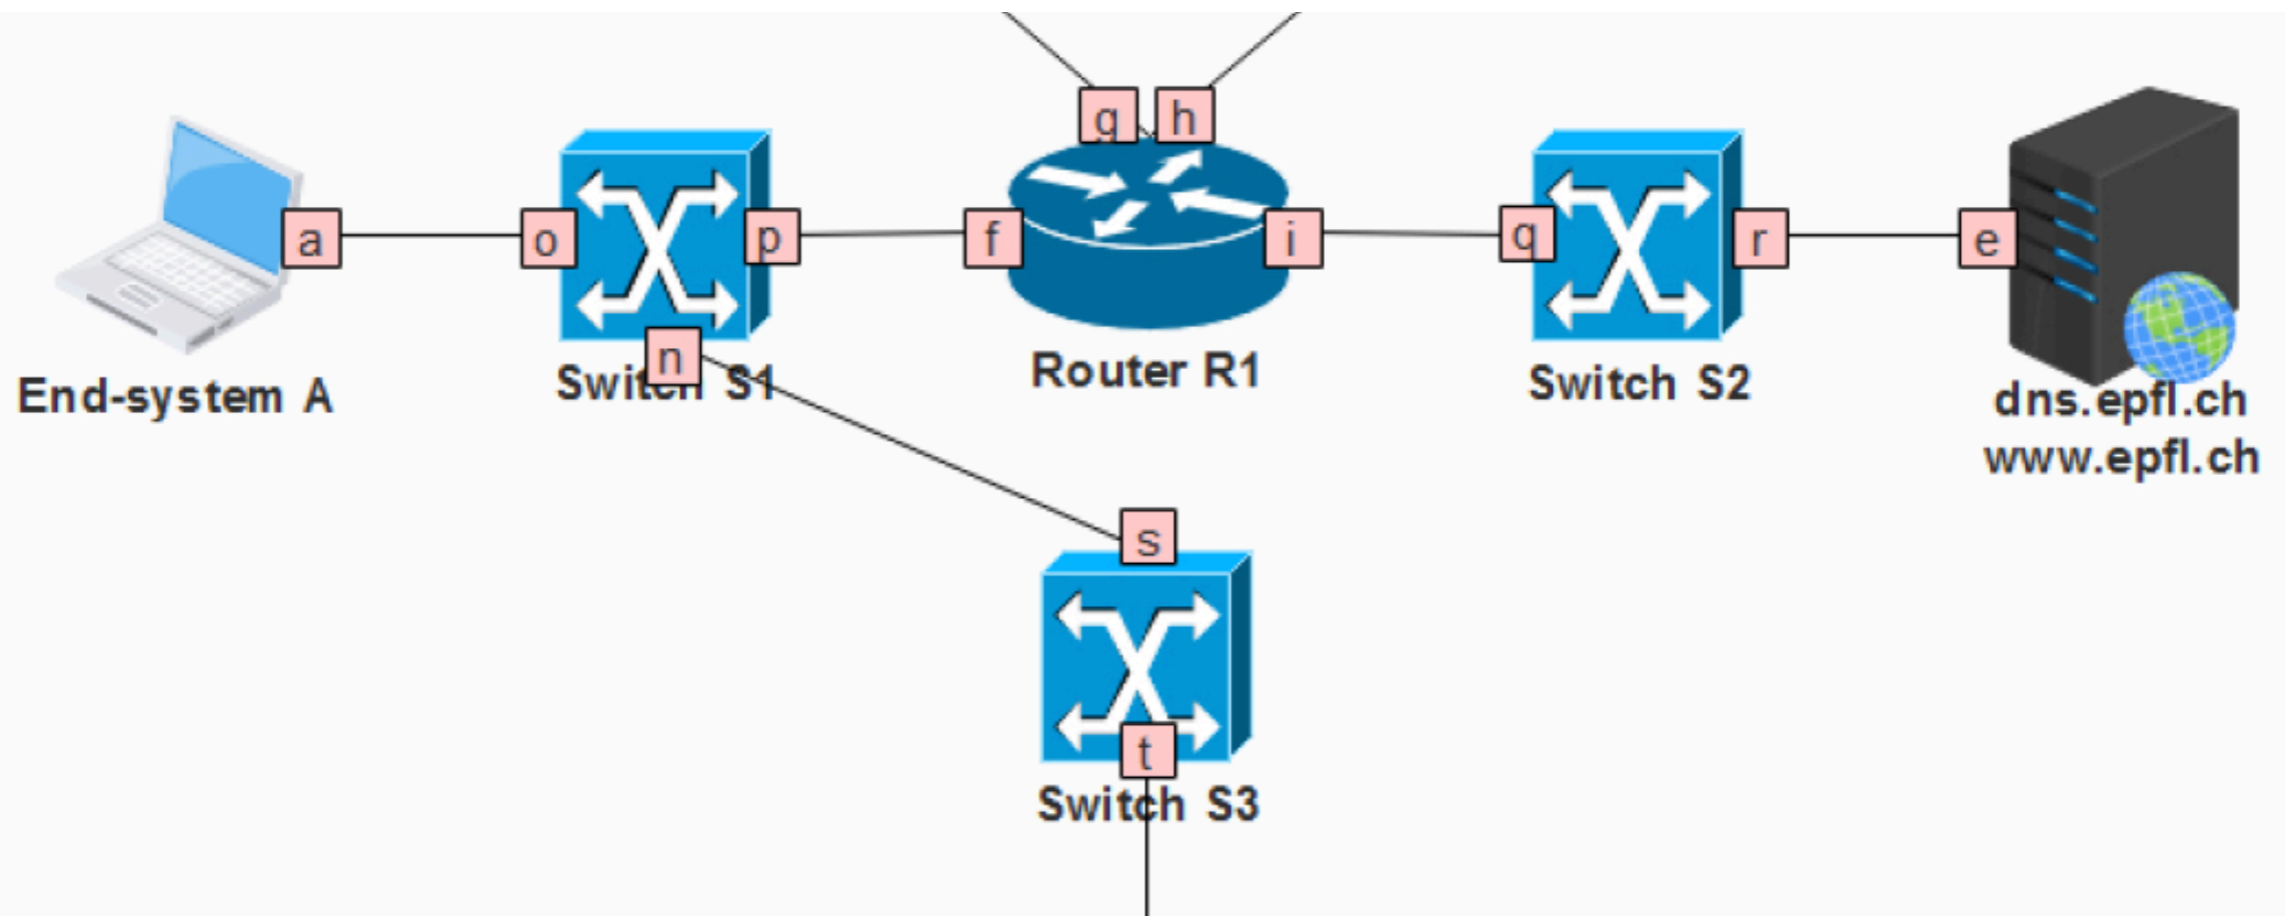 g h
a o p f i q r e
n
End-system A
Switch S1
Router R1
Switch S2
dns.epfl.ch
www.epfl.ch
s
t
Switch S3